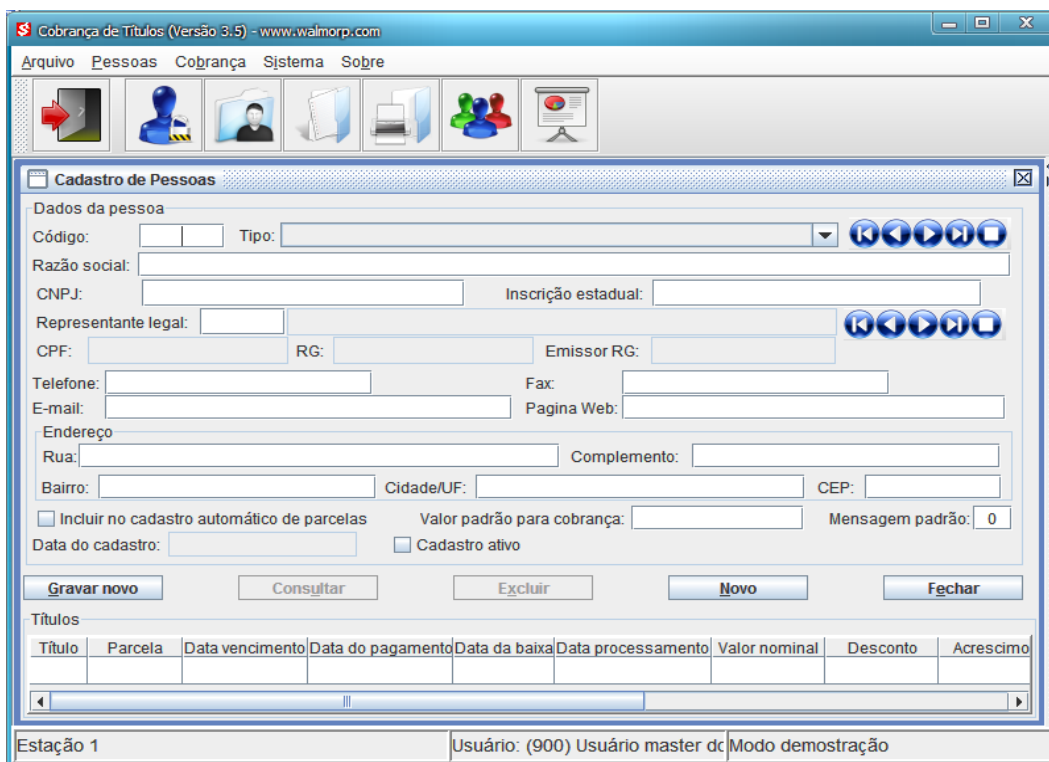 Cobrança de Títulos (Versão 3.5) - www.walmorp.com
Arquivo Pessoas Cobrança Sistema Sobre
Cadastro de Pessoas
Dados da pessoa
Código: Tipo:
Razão social:
CNPJ: Inscrição estadual:
Representante legal:
CPF: RG: Emissor RG:
Telefone: Fax:
E-mail: Pagina Web:
Endereço
Rua: Complemento:
Bairro: Cidade/UF: CEP:
Incluir no cadastro automático de parcelas Valor padrão para cobrança: Mensagem padrão: 0
Data do cadastro: Cadastro ativo
Gravar novo Consultar Excluir Novo Fechar
Títulos
Título Parcela Data vencimento Data do pagamento Data da baixa Data processamento Valor nominal Desconto Acrescimo
Estação 1 Usuário: (900) Usuário master do Modo demostração